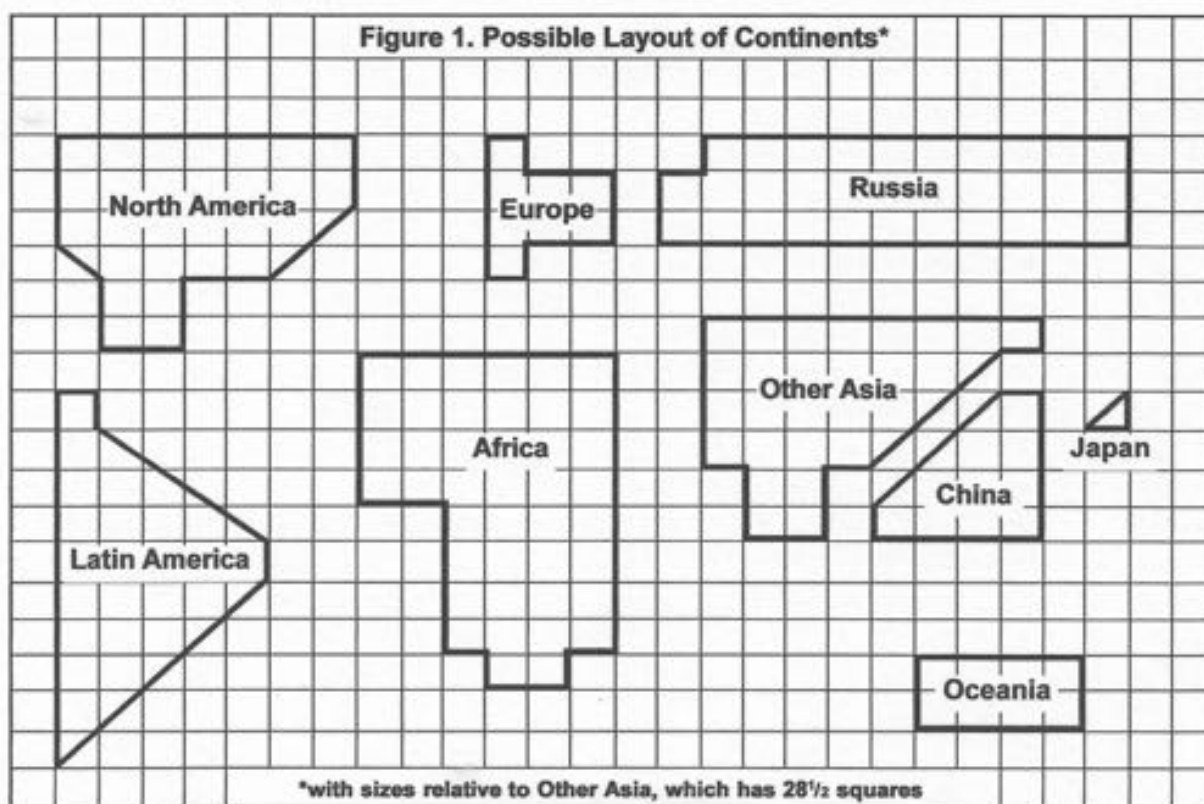 Figure 1. Possible Layout of Continents*
North America
Europe
Russia
Other Asia
Africa
Japan
China
Latin America
Oceania
*with sizes relative to Other Asia, which has 28½ squares